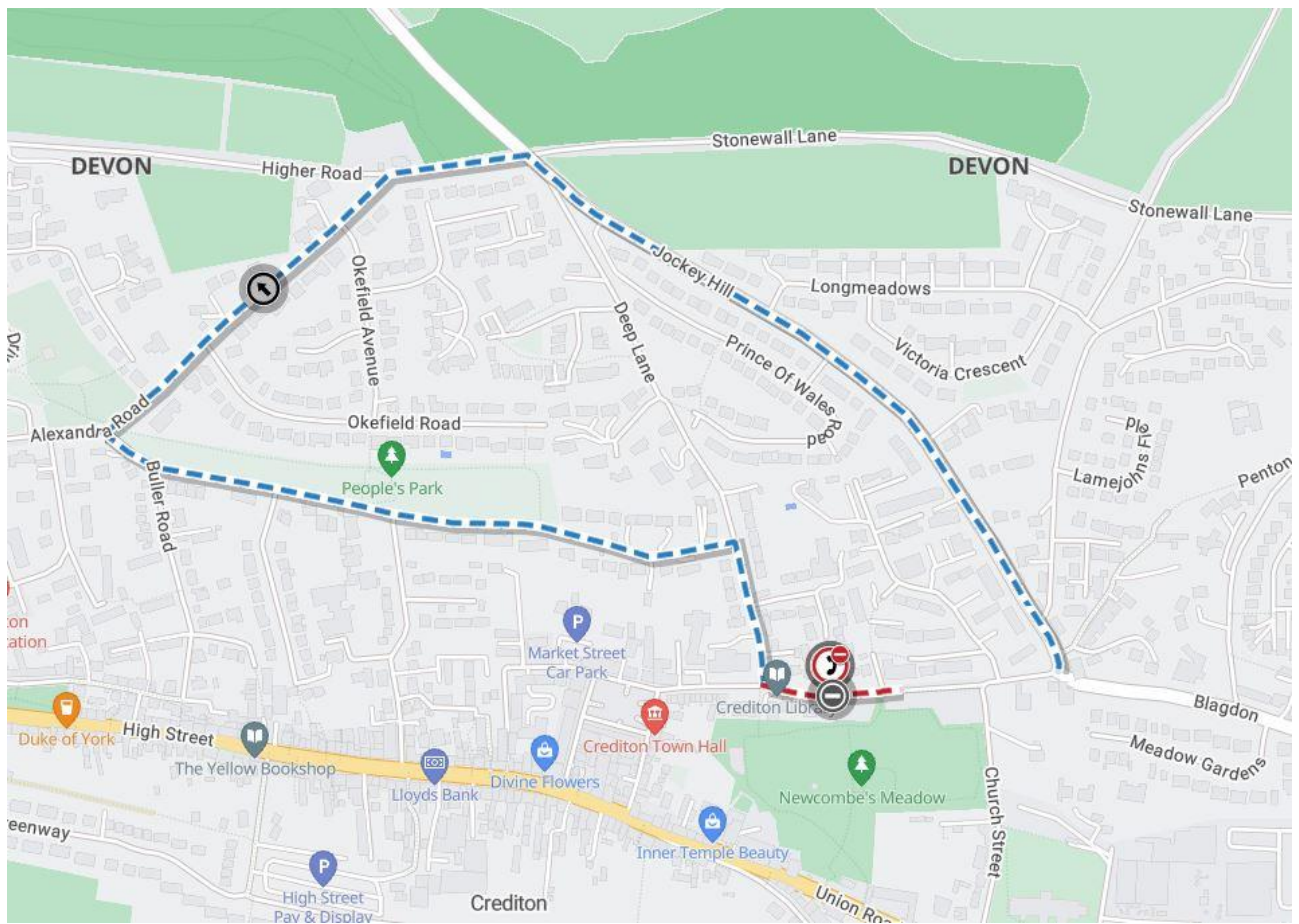 Stonewall Lane
DEVON
Higher Road
DEVON
Stonewall Lane
Jockey Hill
Okefield Avenue
Longmeadows
Deep Lane
Prince Of Wales Road
Victoria Crescent
Alexandra Road
Okefield Road
Lamejohns Fie
ld
Penton
Buller Road
People's Park
P
Market Street
Car Park
Crediton Library
Blagdon
High Street
Duke of York
The Yellow Bookshop
Crediton Town Hall
Divine Flowers
Lloyds Bank
Newcombe's Meadow
Meadow Gardens
Church Street
Inner Temple Beauty
reenway
P
High Street
Pay & Display
Crediton
Union Roa